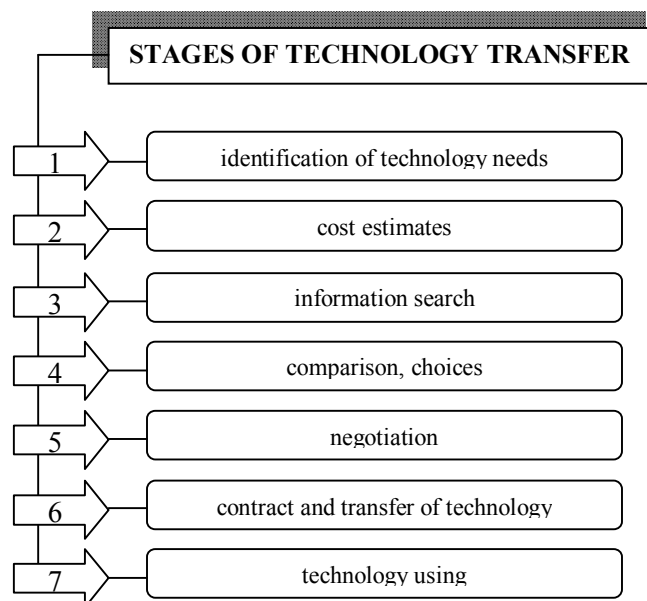 STAGES OF TECHNOLOGY TRANSFER
1 identification of technology needs
2 cost estimates
3 information search
4 comparison, choices
5 negotiation
6 contract and transfer of technology
7 technology using